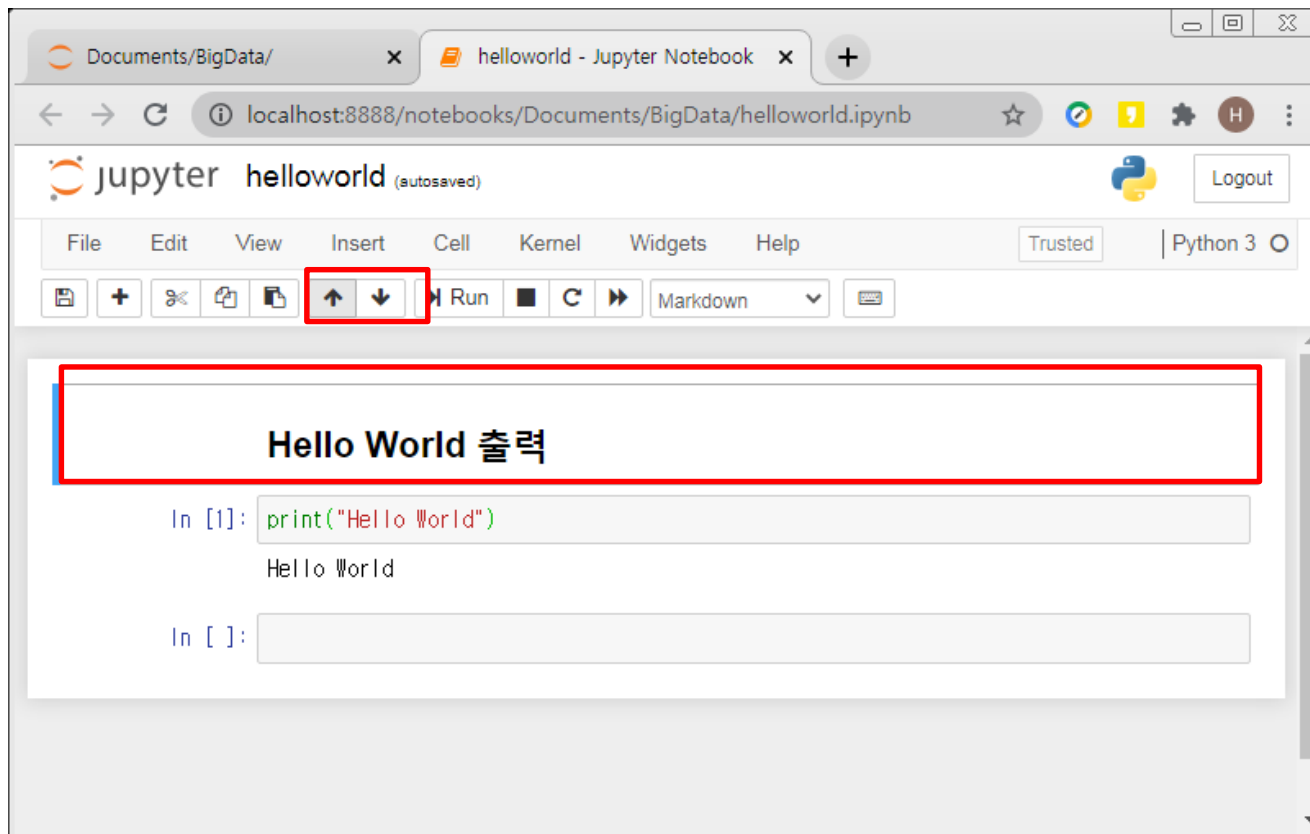 Documents/BigData/ helloworld - Jupyter Notebook
localhost:8888/notebooks/Documents/BigData/helloworld.ipynb H
jupyter helloworld (autosaved) Logout
File Edit View Insert Cell Kernel Widgets Help Trusted Python 3
Run Markdown
Hello World 출력
In [1]: print("Hello World")
Hello World
In [ ]: